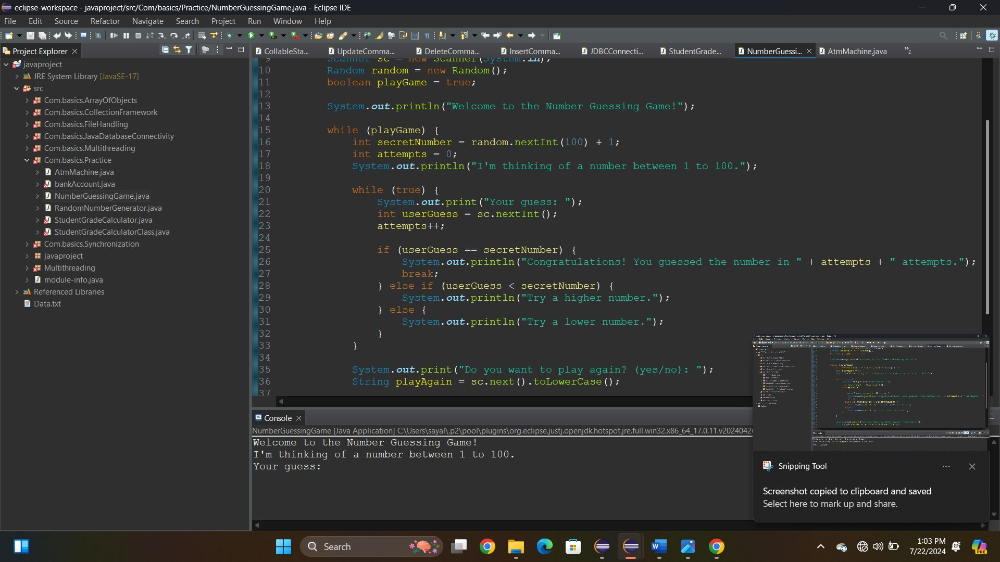 eclipse-workspace - javaproject/src/Com/basics/Practice/NumberGuessingGame.java - Eclipse IDE
File Edit Source Refactor Navigate Search Project Run Window Help
Project Explorer
CollableSta... UpdateComma... DeleteComma... InsertComma... JDBCConnecti... StudentGrade... NumberGuessi... AtmMachine.java »2
javaproject
JRE System Library [JavaSE-17]
src
Com.basics.ArrayOfObjects
Com.basics.CollectionFramework
Com.basics.FileHandling
Com.basics.JavaDatabaseConnectivity
Com.basics.Multithreading
Com.basics.Practice
AtmMachine.java
bankAccount.java
NumberGuessingGame.java
RandomNumberGenerator.java
StudentGradeCalculator.java
StudentGradeCalculatorClass.java
Com.basics.Synchronization
javaproject
Multithreading
module-info.java
Referenced Libraries
Data.txt
9 Scanner sc = new Scanner(System.in);
10 Random random = new Random();
11 boolean playGame = true;
12
13 System.out.println("Welcome to the Number Guessing Game!");
14
15 while (playGame) {
16 int secretNumber = random.nextInt(100) + 1;
17 int attempts = 0;
18 System.out.println("I'm thinking of a number between 1 to 100.");
19
20 while (true) {
21 System.out.print("Your guess: ");
22 int userGuess = sc.nextInt();
23 attempts++;
24
25 if (userGuess == secretNumber) {
26 System.out.println("Congratulations! You guessed the number in " + attempts + " attempts.");
27 break;
28 } else if (userGuess < secretNumber) {
29 System.out.println("Try a higher number.");
30 } else {
31 System.out.println("Try a lower number.");
32 }
33 }
34
35 System.out.print("Do you want to play again? (yes/no): ");
36 String playAgain = sc.next().toLowerCase();
37
Console
NumberGuessingGame [Java Application] C:\Users\sayal\.p2\pool\plugins\org.eclipse.justj.openjdk.hotspot.jre.full.win32.x86_64_17.0.11.v2024042
Welcome to the Number Guessing Game!
I'm thinking of a number between 1 to 100.
Your guess:
Snipping Tool
Screenshot copied to clipboard and saved
Select here to mark up and share.
Search
1:03 PM
7/22/2024
PRE